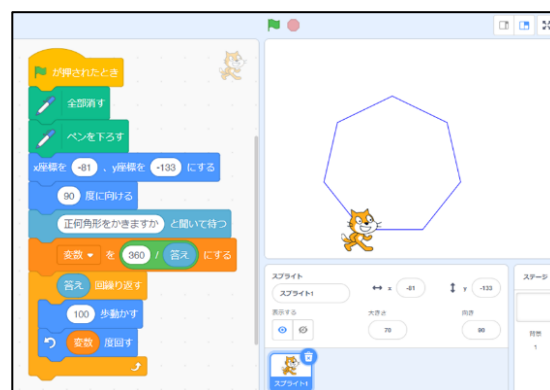 が押されたとき
全部消す
ペンを下ろす
x座標を -81 、y座標を -133 にする
90 度に向ける
正何角形をかきますか と聞いて待つ
変数 を 360 / 答え にする
答え 回繰り返す
100 歩動かす
変数 度回す
スプライト
スプライト1
x -81
y -133
表示する
大きさ
70
向き
90
スプライト1
ステージ
背景
1